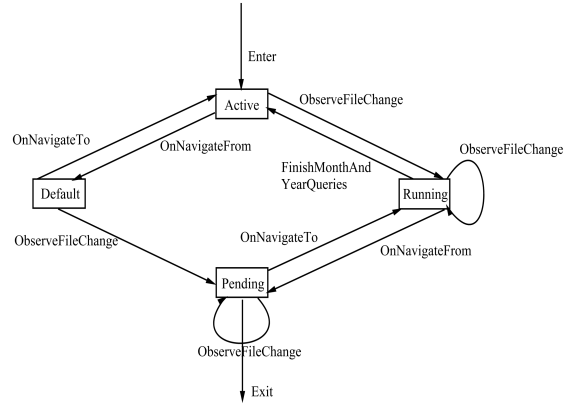 Enter
Active
ObserveFileChange
OnNavigateTo
OnNavigateFrom
ObserveFileChange
FinishMonthAnd
YearQueries
Default
Running
ObserveFileChange
OnNavigateTo
OnNavigateFrom
Pending
ObserveFileChange
Exit